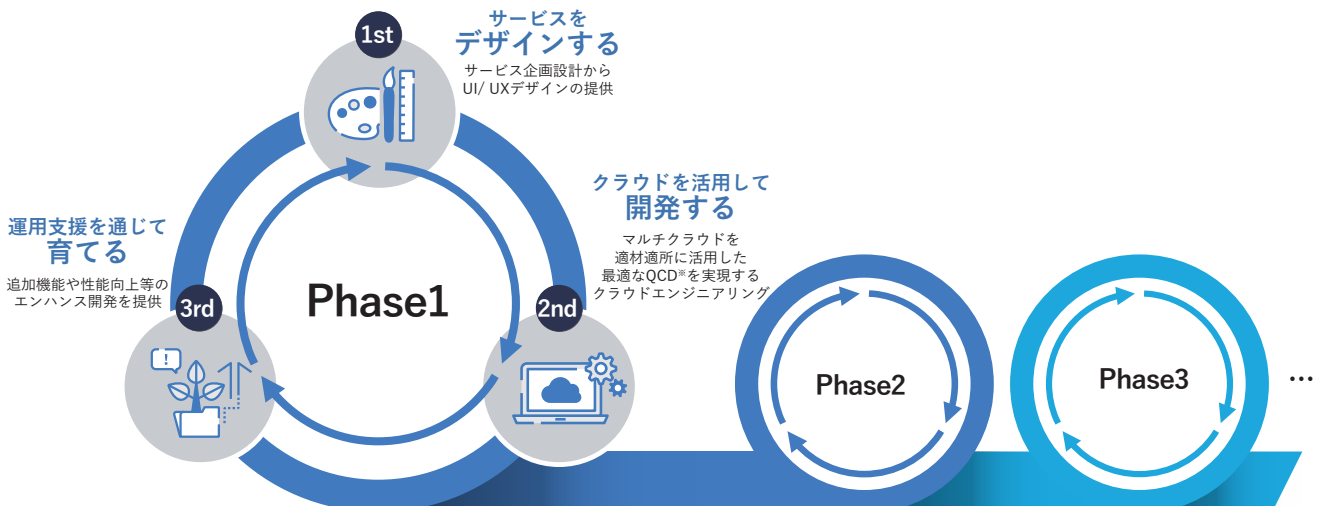 1st
サービスを
デザインする
サービス企画設計から
UI/ UXデザインの提供
クラウドを活用して
開発する
マルチクラウドを
適材適所に活用した
最適なQCD※を実現する
クラウドエンジニアリング
2nd
運用支援を通じて
育てる
追加機能や性能向上等の
エンハンス開発を提供
3rd
!
Phase1
Phase2
Phase3
…